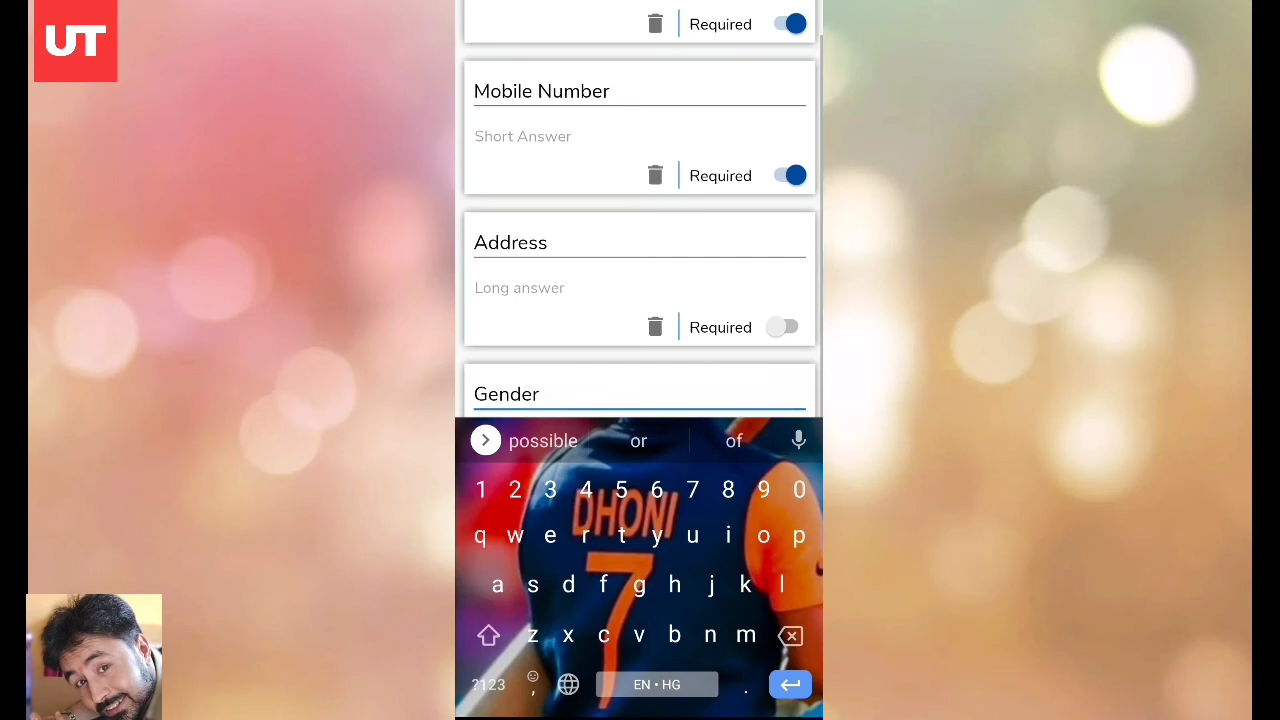 UT
Required
Mobile Number
Short Answer
Required
Address
Long answer
Required
Gender
possible or of
1 2 3 4 5 6 7 8 9 0
DHONI
q w e r t y u i o p
7
a s d f g h j k l
z x c v b n m
?123 , EN • HG .